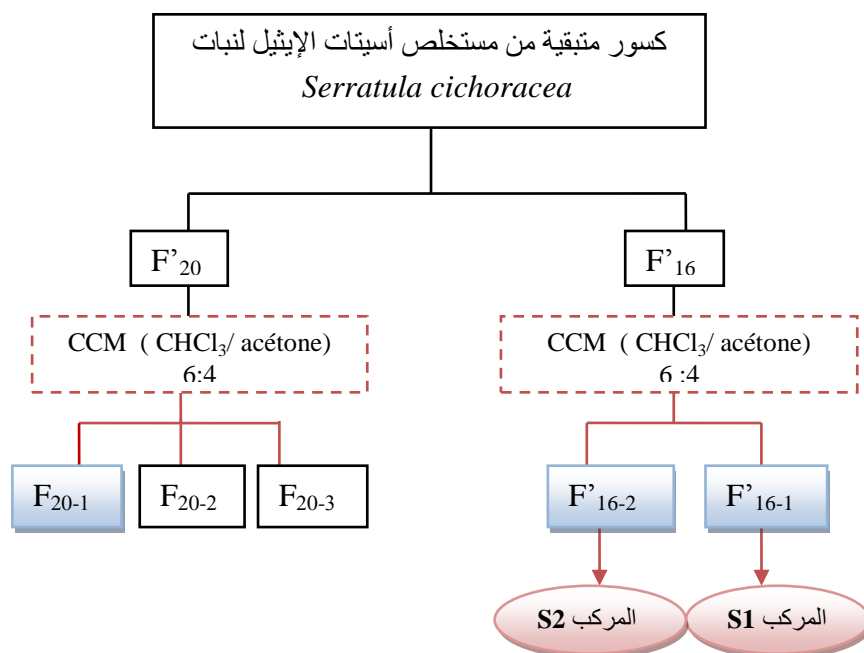 كسور متبقية من مستخلص أسيتات الإيثيل لنبات
Serratula cichoracea
F’20
F’16
CCM ( CHCl3/ acétone)
6:4
CCM ( CHCl3/ acétone)
6 :4
F20-1
F20-2
F20-3
F’16-2
F’16-1
المركب S2
المركب S1